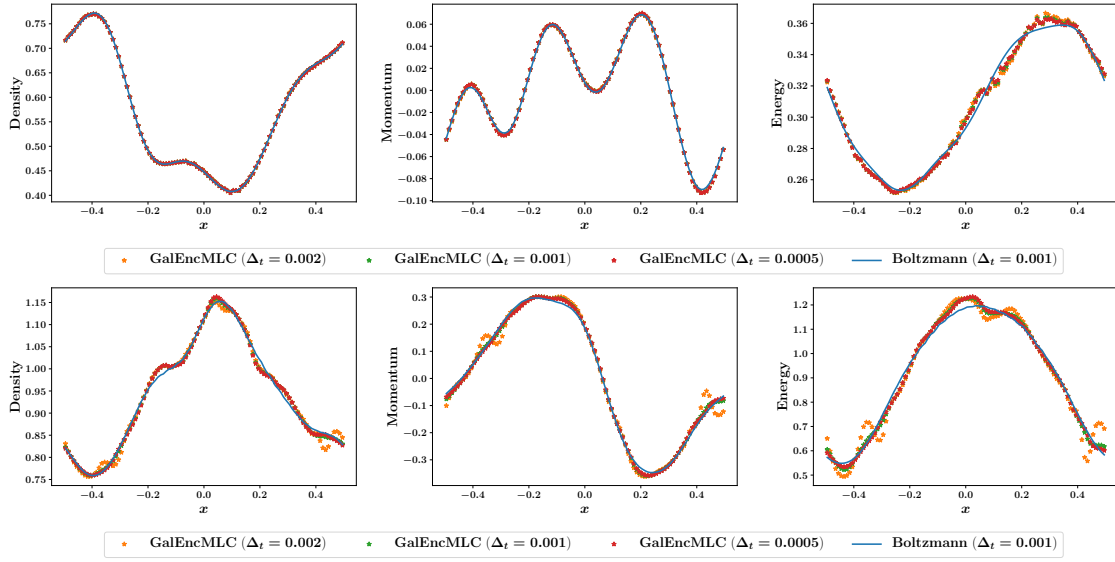 Density
0.75
0.70
0.65
0.60
0.55
0.50
0.45
0.40
−0.4 −0.2 0.0 0.2 0.4
x
Momentum
0.06
0.04
0.02
0.00
−0.02
−0.04
−0.06
−0.08
−0.10
−0.4 −0.2 0.0 0.2 0.4
x
Energy
0.36
0.34
0.32
0.30
0.28
0.26
−0.4 −0.2 0.0 0.2 0.4
x
GalEncMLC (Δt = 0.002) GalEncMLC (Δt = 0.001) GalEncMLC (Δt = 0.0005) Boltzmann (Δt = 0.001)
Density
1.15
1.10
1.05
1.00
0.95
0.90
0.85
0.80
0.75
−0.4 −0.2 0.0 0.2 0.4
x
Momentum
0.3
0.2
0.1
0.0
−0.1
−0.2
−0.3
−0.4 −0.2 0.0 0.2 0.4
x
Energy
1.2
1.1
1.0
0.9
0.8
0.7
0.6
0.5
−0.4 −0.2 0.0 0.2 0.4
x
GalEncMLC (Δt = 0.002) GalEncMLC (Δt = 0.001) GalEncMLC (Δt = 0.0005) Boltzmann (Δt = 0.001)